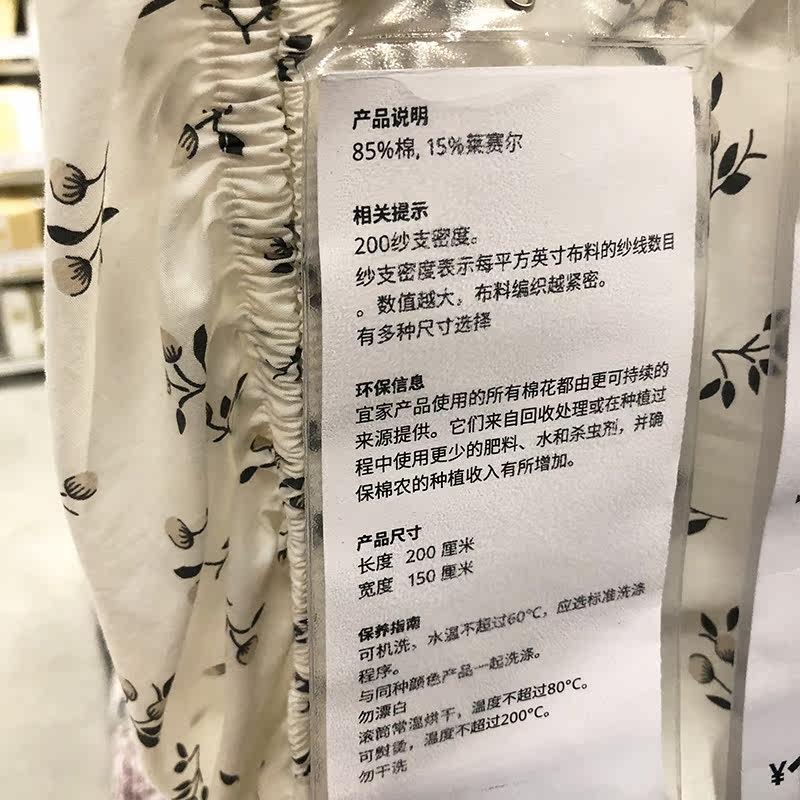 产品说明
85%棉, 15%莱赛尔
相关提示
200纱支密度。
纱支密度表示每平方英寸布料的纱线数目
。数值越大，布料编织越紧密。
有多种尺寸选择
环保信息
宜家产品使用的所有棉花都由更可持续的
来源提供。它们来自回收处理或在种植过
程中使用更少的肥料、水和杀虫剂，并确
保棉农的种植收入有所增加。
产品尺寸
长度 200 厘米
宽度 150 厘米
保养指南
可机洗，水温不超过60°C，应选标准洗涤
程序。
与同种颜色产品一起洗涤。
勿漂白
滚筒常温烘干，温度不超过80°C。
可熨烫，温度不超过200°C。
勿干洗
¥